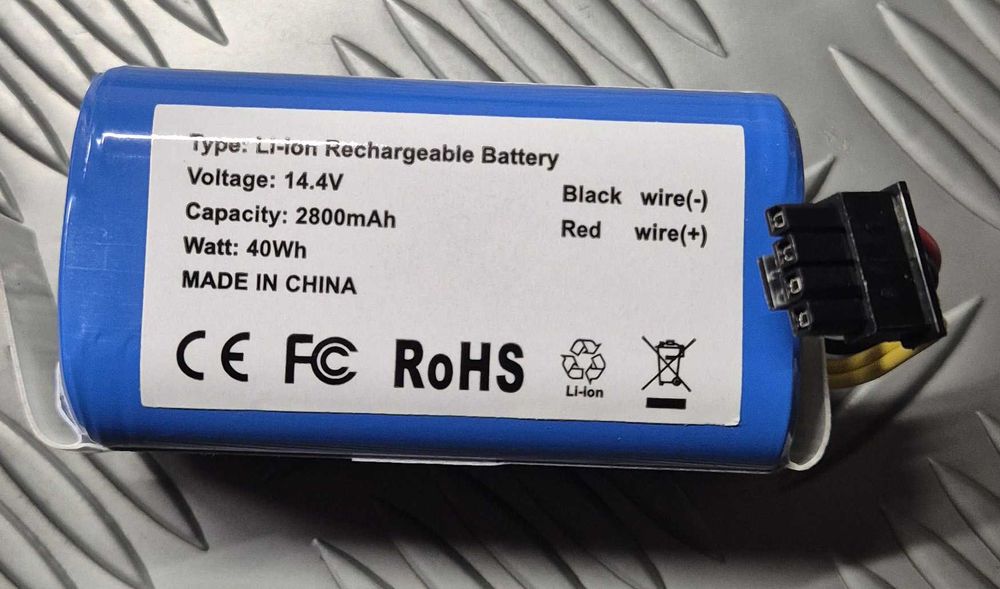 Type: Li-ion Rechargeable Battery
Voltage: 14.4V
Capacity: 2800mAh
Watt: 40Wh
MADE IN CHINA
Black wire(-)
Red wire(+)
CE FC RoHS
Li-ion